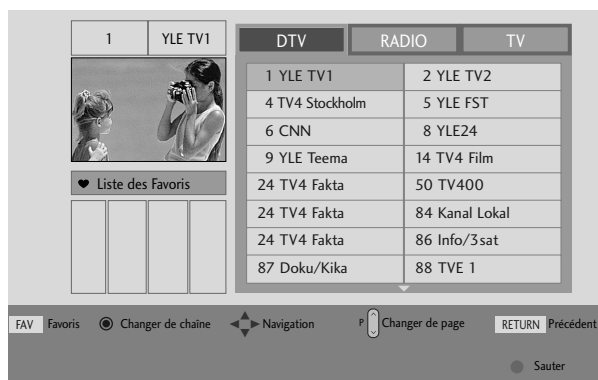 1 YLE TV1
DTV RADIO TV
1 YLE TV1 2 YLE TV2
4 TV4 Stockholm 5 YLE FST
6 CNN 8 YLE24
9 YLE Teema 14 TV4 Film
Liste des Favoris
24 TV4 Fakta 50 TV400
24 TV4 Fakta 84 Kanal Lokal
24 TV4 Fakta 86 Info/3sat
87 Doku/Kika 88 TVE 1
FAV Favoris Changer de chaîne Navigation P Changer de page RETURN Précédent
Sauter